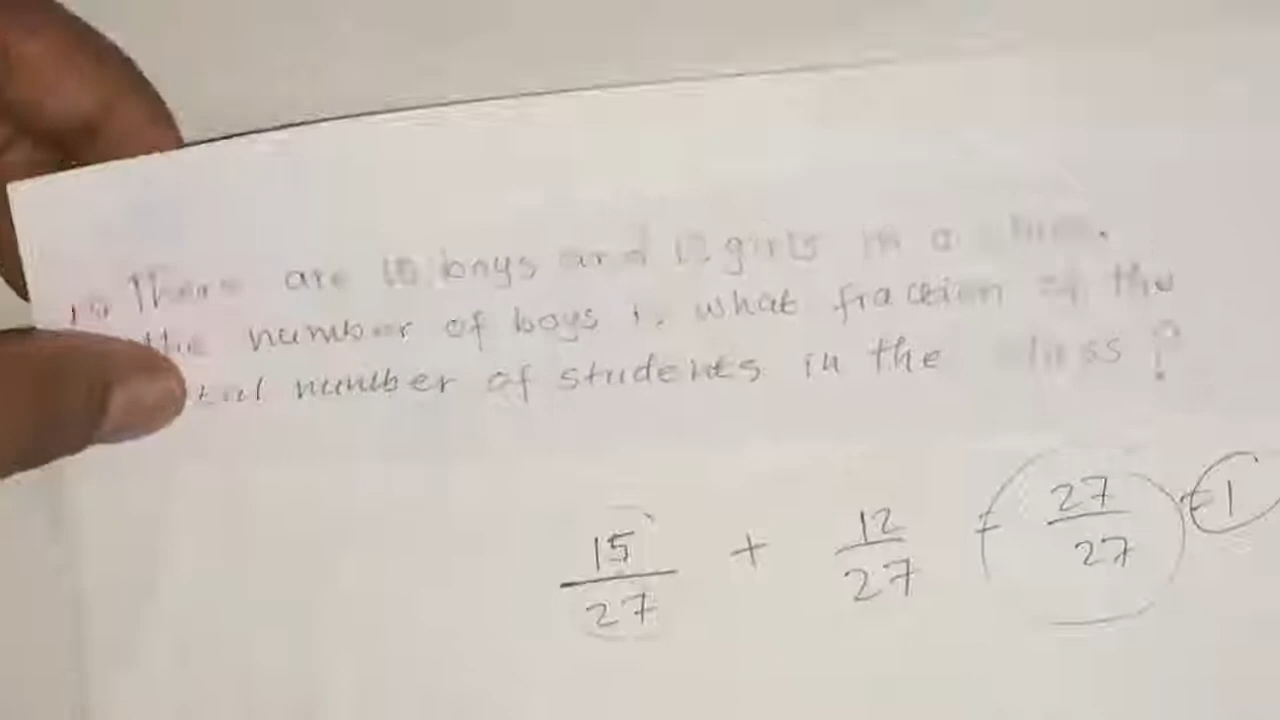 There are boys and 12 girls in a
the number of boys is what fraction of the
number of students in the class?
15/27 + 12/27 = 27/27 = 1